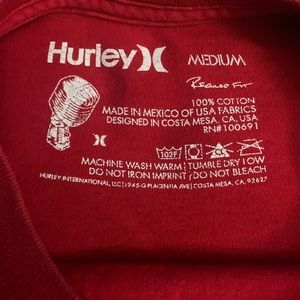 Hurley
MEDIUM
100% COTTON
MADE IN MEXICO OF USA FABRICS
DESIGNED IN COSTA MESA, CA. USA
RN#100691
102F
CL
MACHINE WASH WARM | TUMBLE DRY LOW
DO NOT IRON IMPRINT | DO NOT BLEACH
HURLEY INTERNATIONAL, LLC | 1945 G PLACENTIA AVE | COSTA MESA, CA. 92627